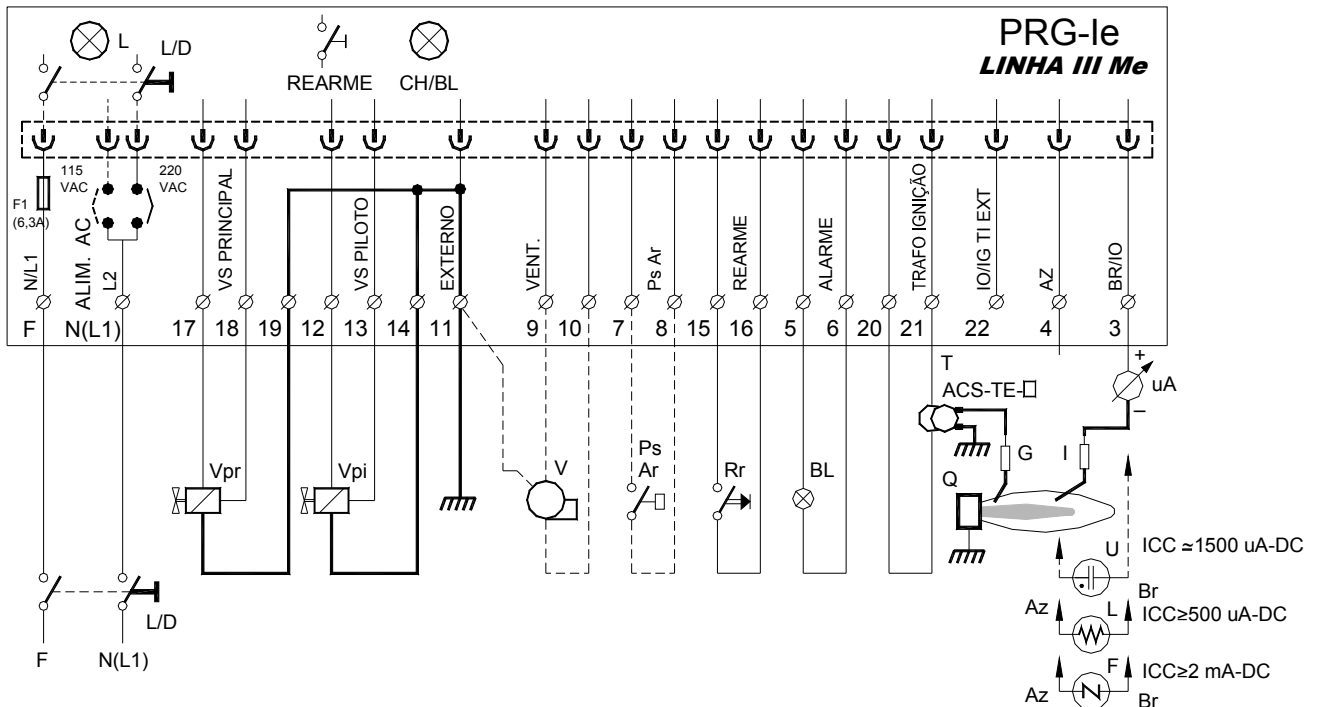 PRG-Ie
LINHA III Me
L
L/D
REARME
CH/BL
F1
(6,3A)
115
VAC
220
VAC
N/L1
ALIM. AC
L2
VS PRINCIPAL
VS PILOTO
EXTERNO
VENT.
Ps Ar
REARME
ALARME
TRAFO IGNIÇÃO
IO/IG TI EXT
AZ
BR/IO
F N(L1) 17 18 19 12 13 14 11 9 10 7 8 15 16 5 6 20 21 22 4 3
T
ACS-TE-
+
uA
−
Vpr
Vpi
V
Ps
Ar
Rr
BL
Q
G
I
U
ICC ≃1500 uA-DC
Br
Az
L
ICC≥500 uA-DC
F
ICC≥2 mA-DC
Az
Br
L/D
F
N(L1)